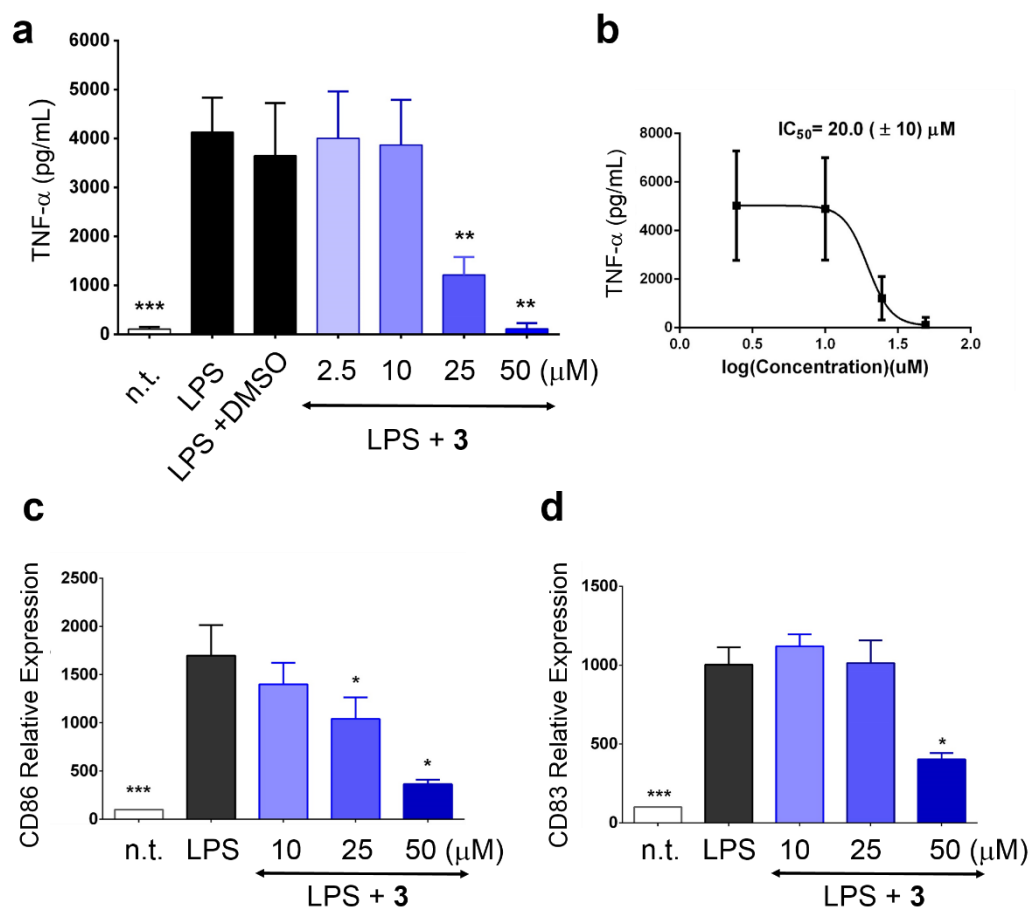 a
TNF-α (pg/mL)
6000
5000
4000
3000
2000
1000
0
***
**
**
n.t.
LPS
LPS +DMSO
2.5 10 25 50 (μM)
LPS + 3
b
IC50= 20.0 ( ± 10) μM
TNF-α (pg/mL)
8000
6000
4000
2000
0
0.0 0.5 1.0 1.5 2.0
log(Concentration)(uM)
c
CD86 Relative Expression
2500
2000
1500
1000
500
0
***
*
*
n.t. LPS 10 25 50 (μM)
LPS + 3
d
CD83 Relative Expression
1500
1000
500
0
***
*
n.t. LPS 10 25 50 (μM)
LPS + 3